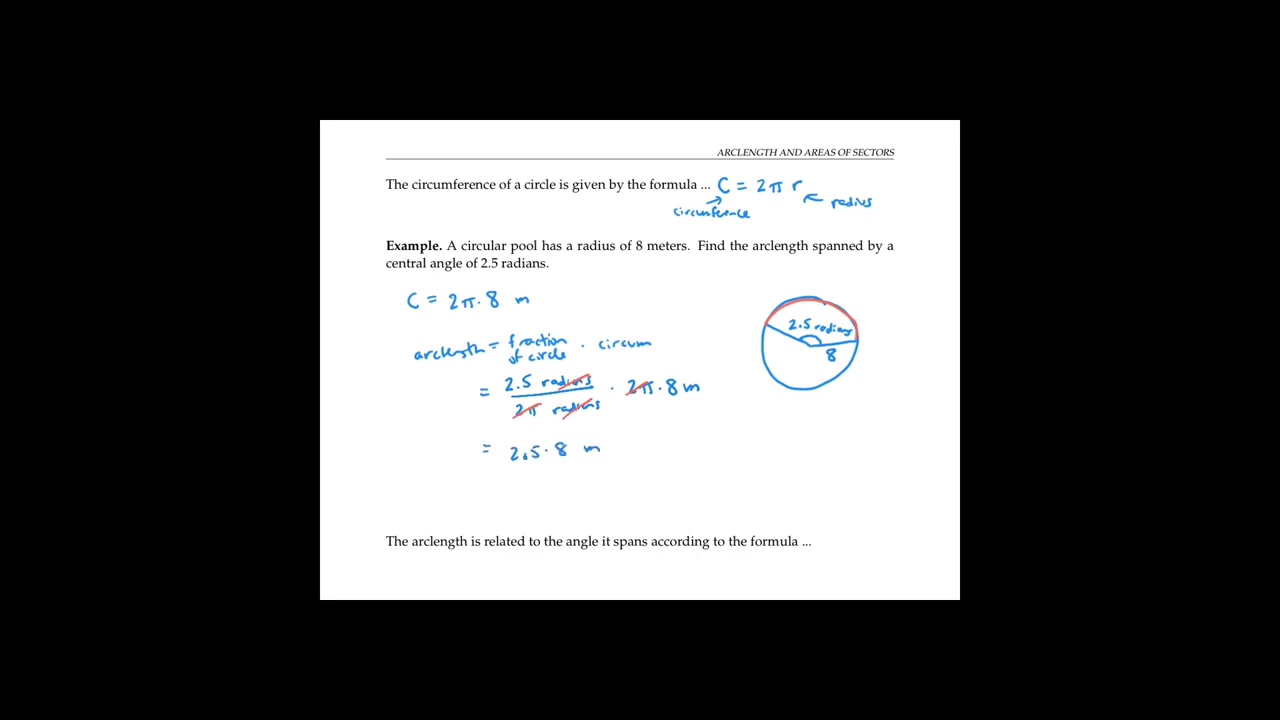 ARCLENGTH AND AREAS OF SECTORS
The circumference of a circle is given by the formula ... C = 2π r
circumference
radius
Example. A circular pool has a radius of 8 meters. Find the arclength spanned by a
central angle of 2.5 radians.
C = 2π · 8 m
arclength = fraction of circle · circum
= 2.5 radians / 2π radians · 2π · 8 m
= 2.5 · 8 m
2.5 radians
8
The arclength is related to the angle it spans according to the formula ...